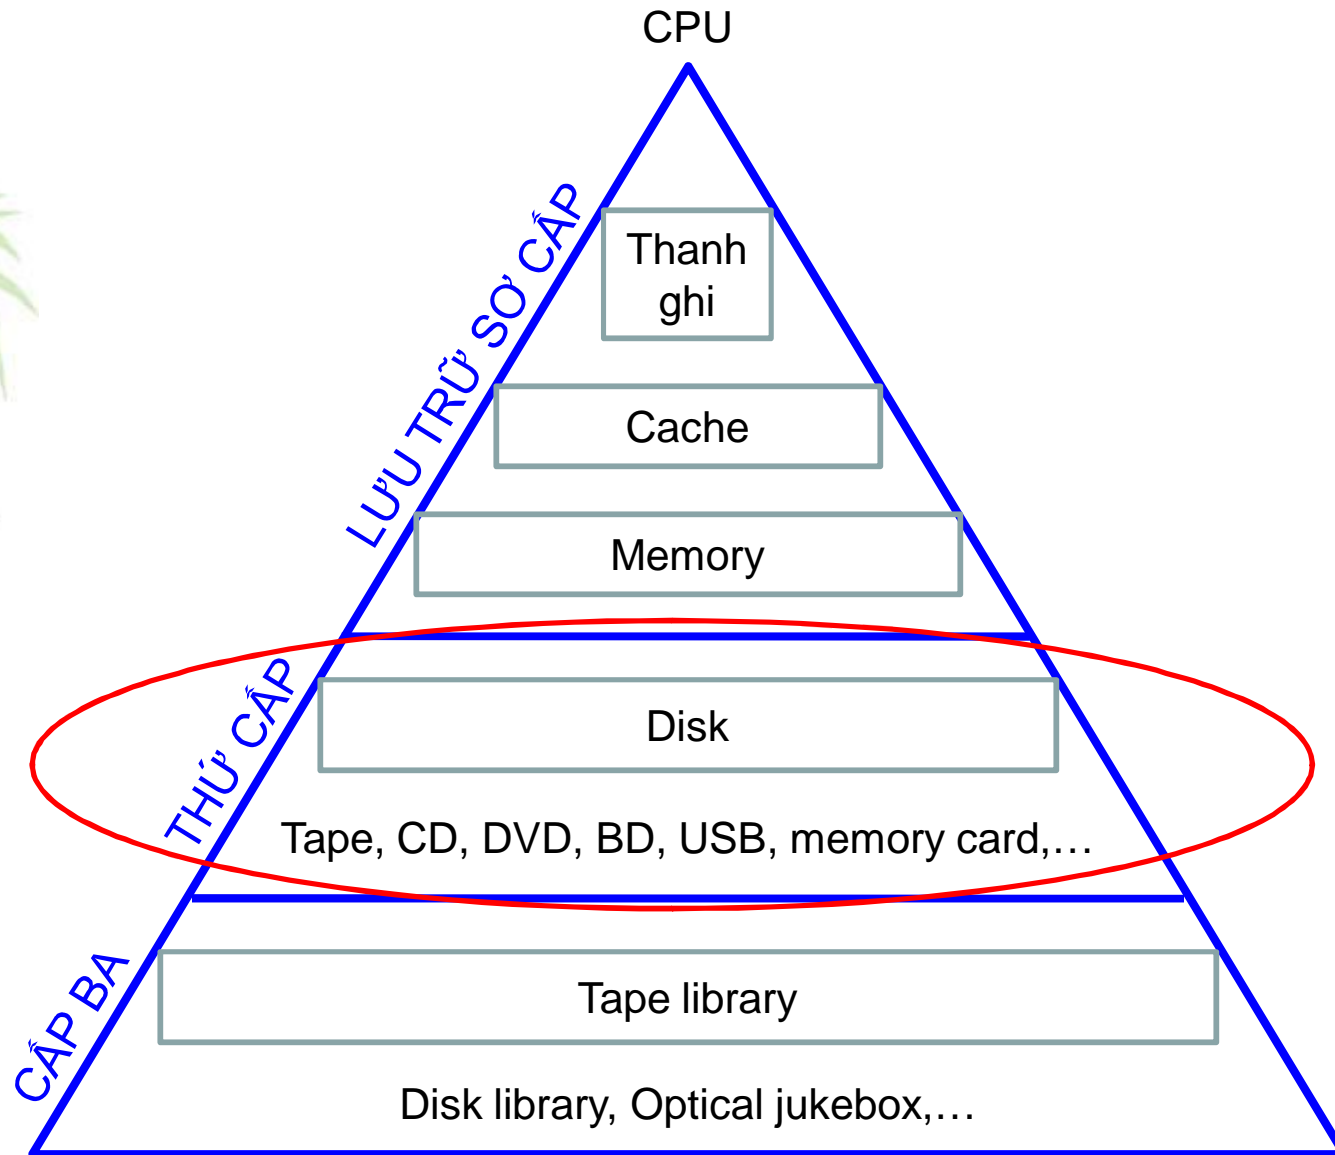 CPU
LƯU TRỮ SƠ CẤP
Thanh
ghi
Cache
Memory
THỨ CẤP
Disk
Tape, CD, DVD, BD, USB, memory card,…
CẤP BA
Tape library
Disk library, Optical jukebox,…